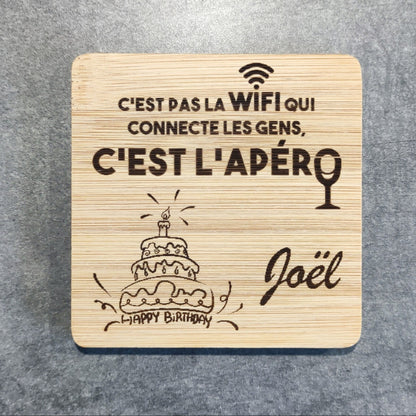 C'EST PAS LA WIFI QUI
CONNECTE LES GENS,
C'EST L'APÉRO
Joël
HAPPY BIRTHDAY